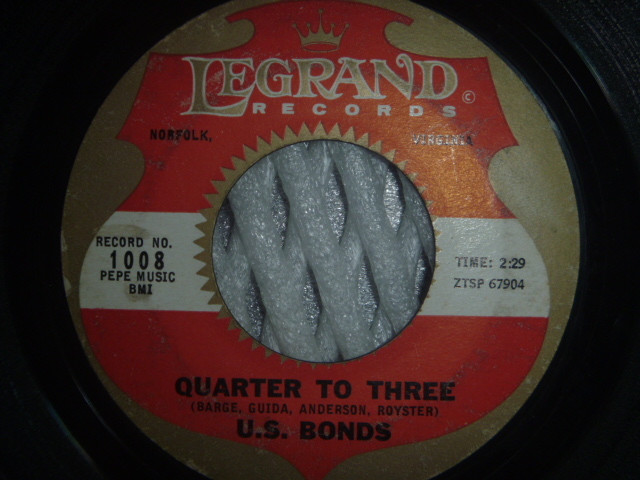 LEGRAND ©
RECORDS
NORFOLK, VIRGINIA
RECORD NO.
1008
PEPE MUSIC
BMI
TIME: 2:29
ZTSP 67904
QUARTER TO THREE
(BARGE, GUIDA, ANDERSON, ROYSTER)
U.S. BONDS